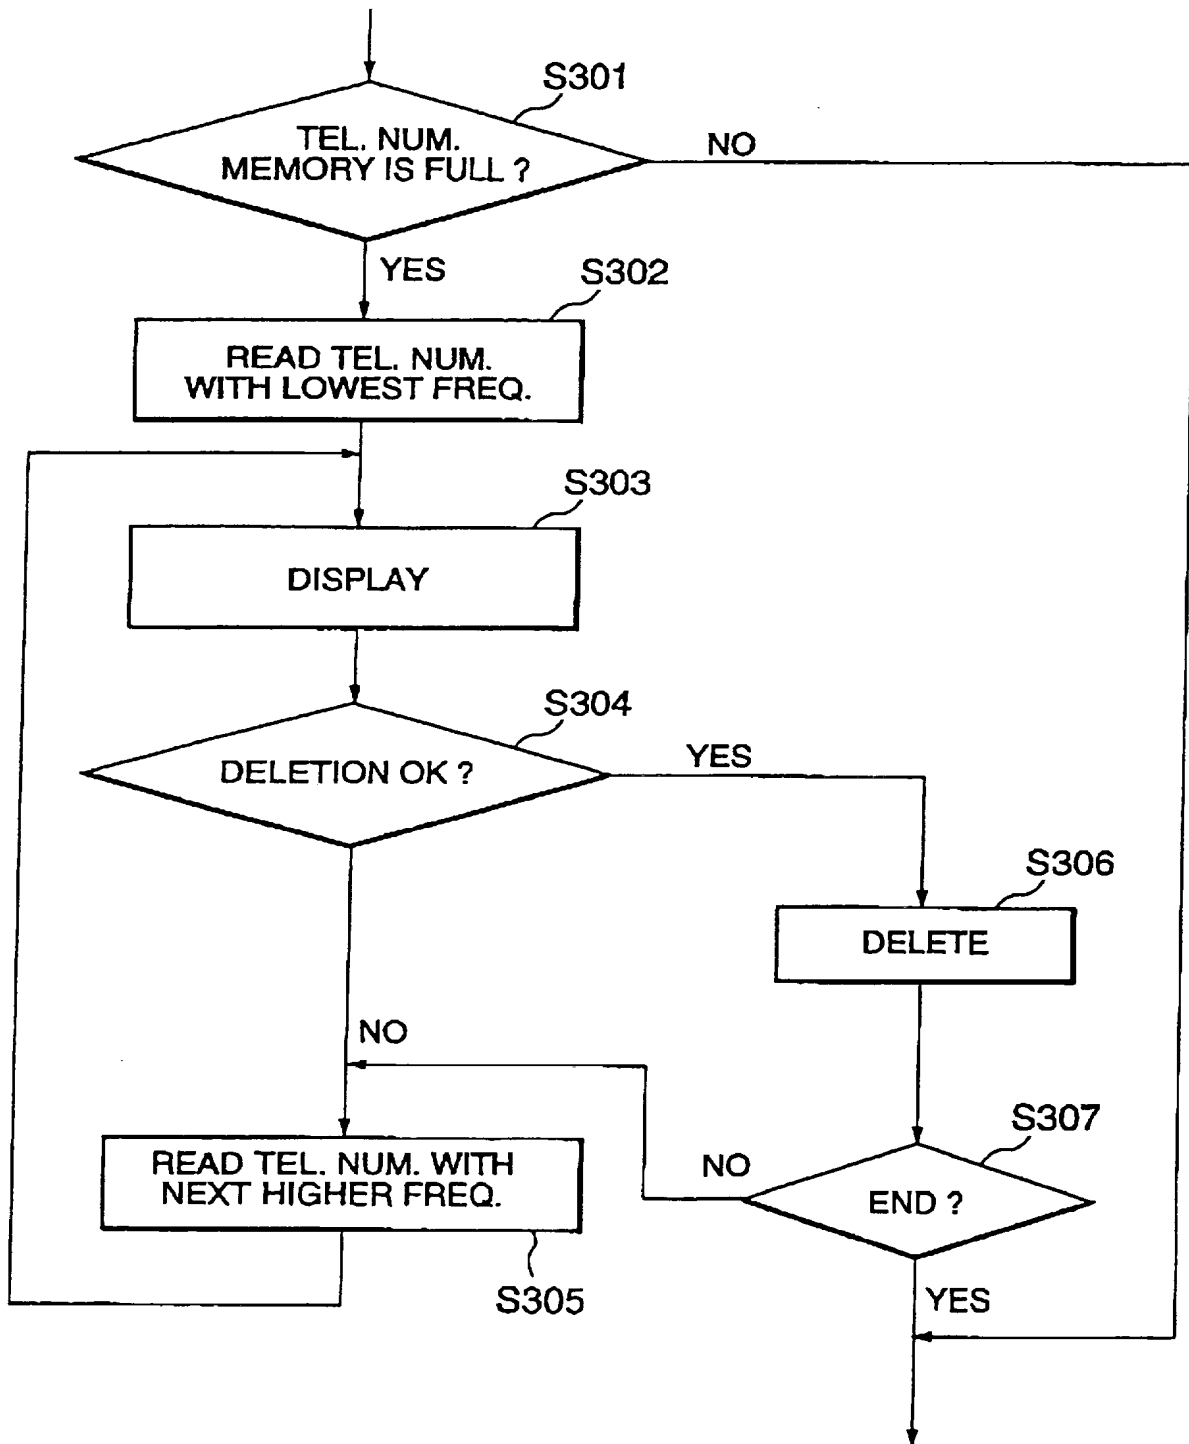 S301
TEL. NUM.
MEMORY IS FULL ?
NO
YES
S302
READ TEL. NUM.
WITH LOWEST FREQ.
S303
DISPLAY
S304
DELETION OK ?
YES
S306
DELETE
NO
S307
NO
END ?
READ TEL. NUM. WITH
NEXT HIGHER FREQ.
S305
YES